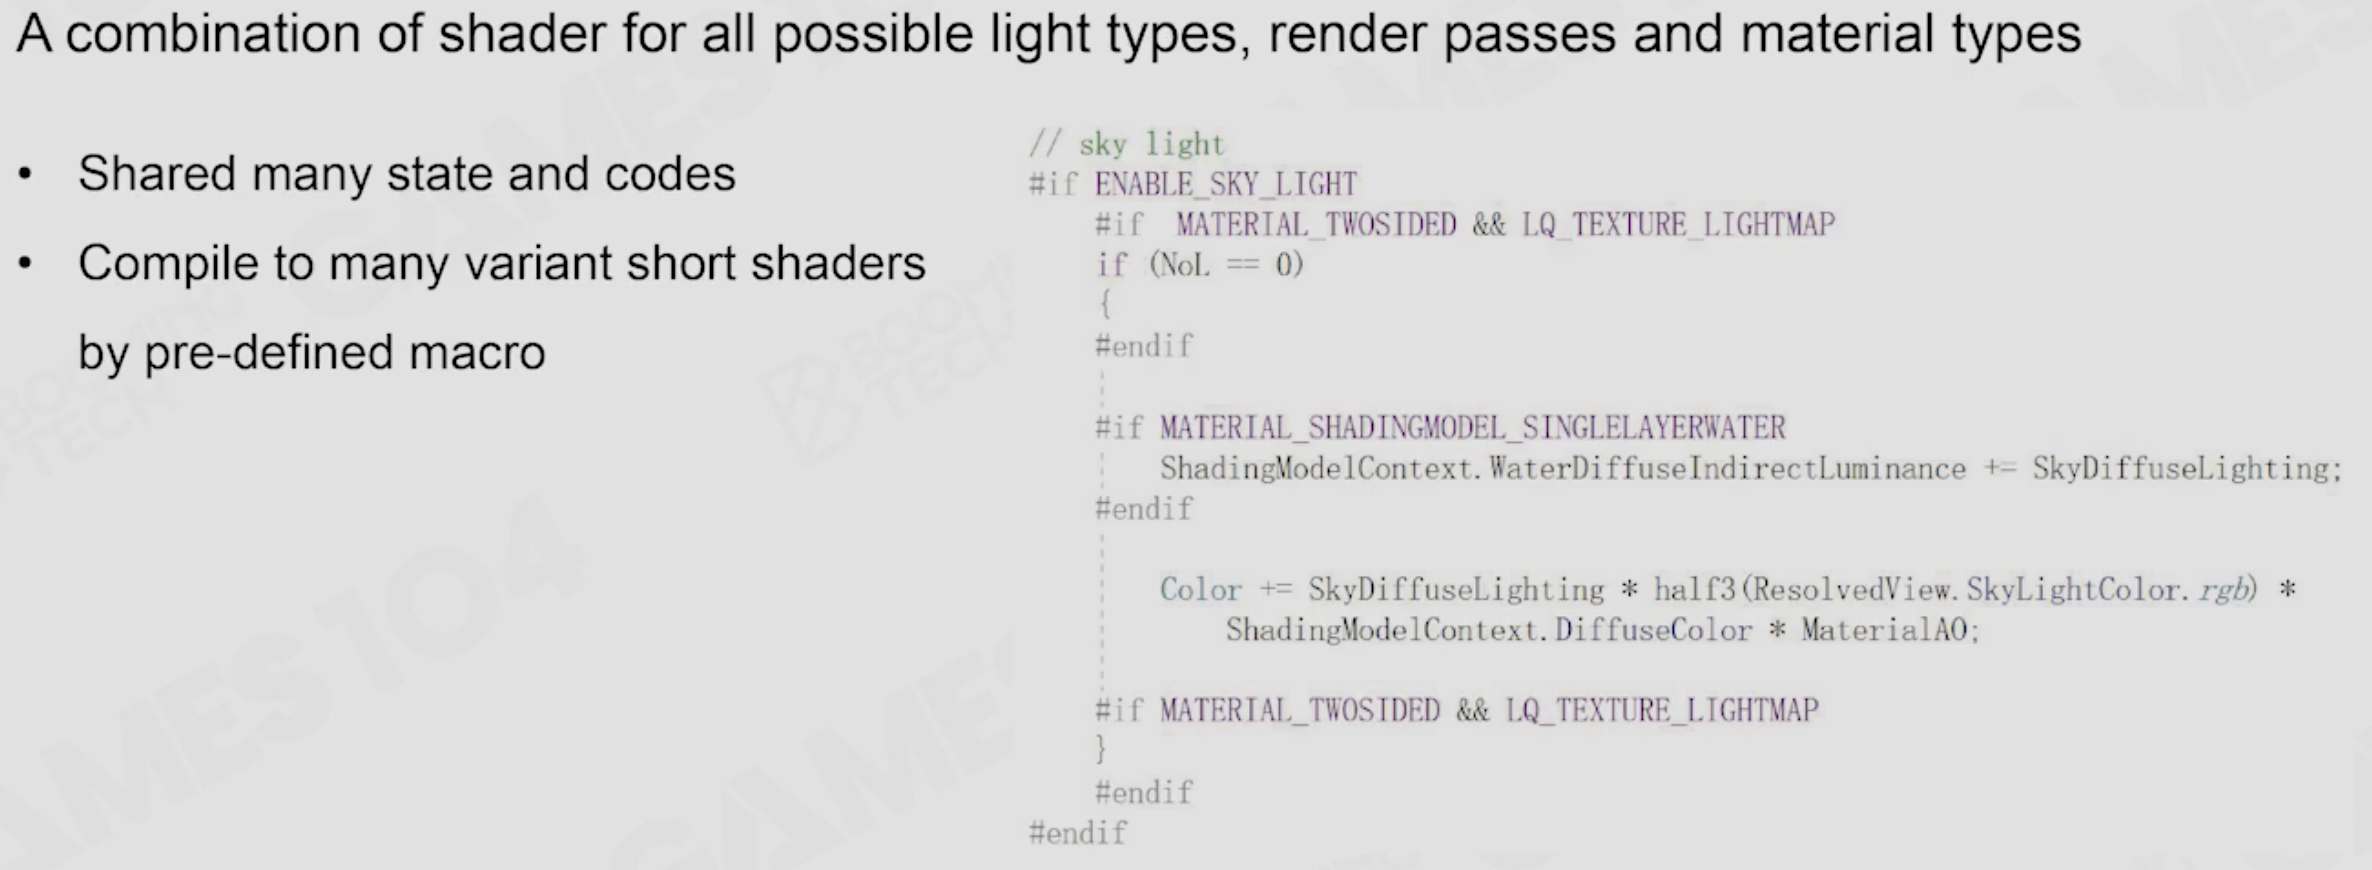 A combination of shader for all possible light types, render passes and material types
• Shared many state and codes
• Compile to many variant short shaders
by pre-defined macro
// sky light
#if ENABLE_SKY_LIGHT
#if MATERIAL_TWOSIDED && LQ_TEXTURE_LIGHTMAP
if (NoL == 0)
{
#endif
#if MATERIAL_SHADINGMODEL_SINGLELAYERWATER
ShadingModelContext.WaterDiffuseIndirectLuminance += SkyDiffuseLighting;
#endif
Color += SkyDiffuseLighting * half3(ResolvedView.SkyLightColor.rgb) *
ShadingModelContext.DiffuseColor * MaterialAO;
#if MATERIAL_TWOSIDED && LQ_TEXTURE_LIGHTMAP
}
#endif
#endif
GAMES104
BOOMING
TECH